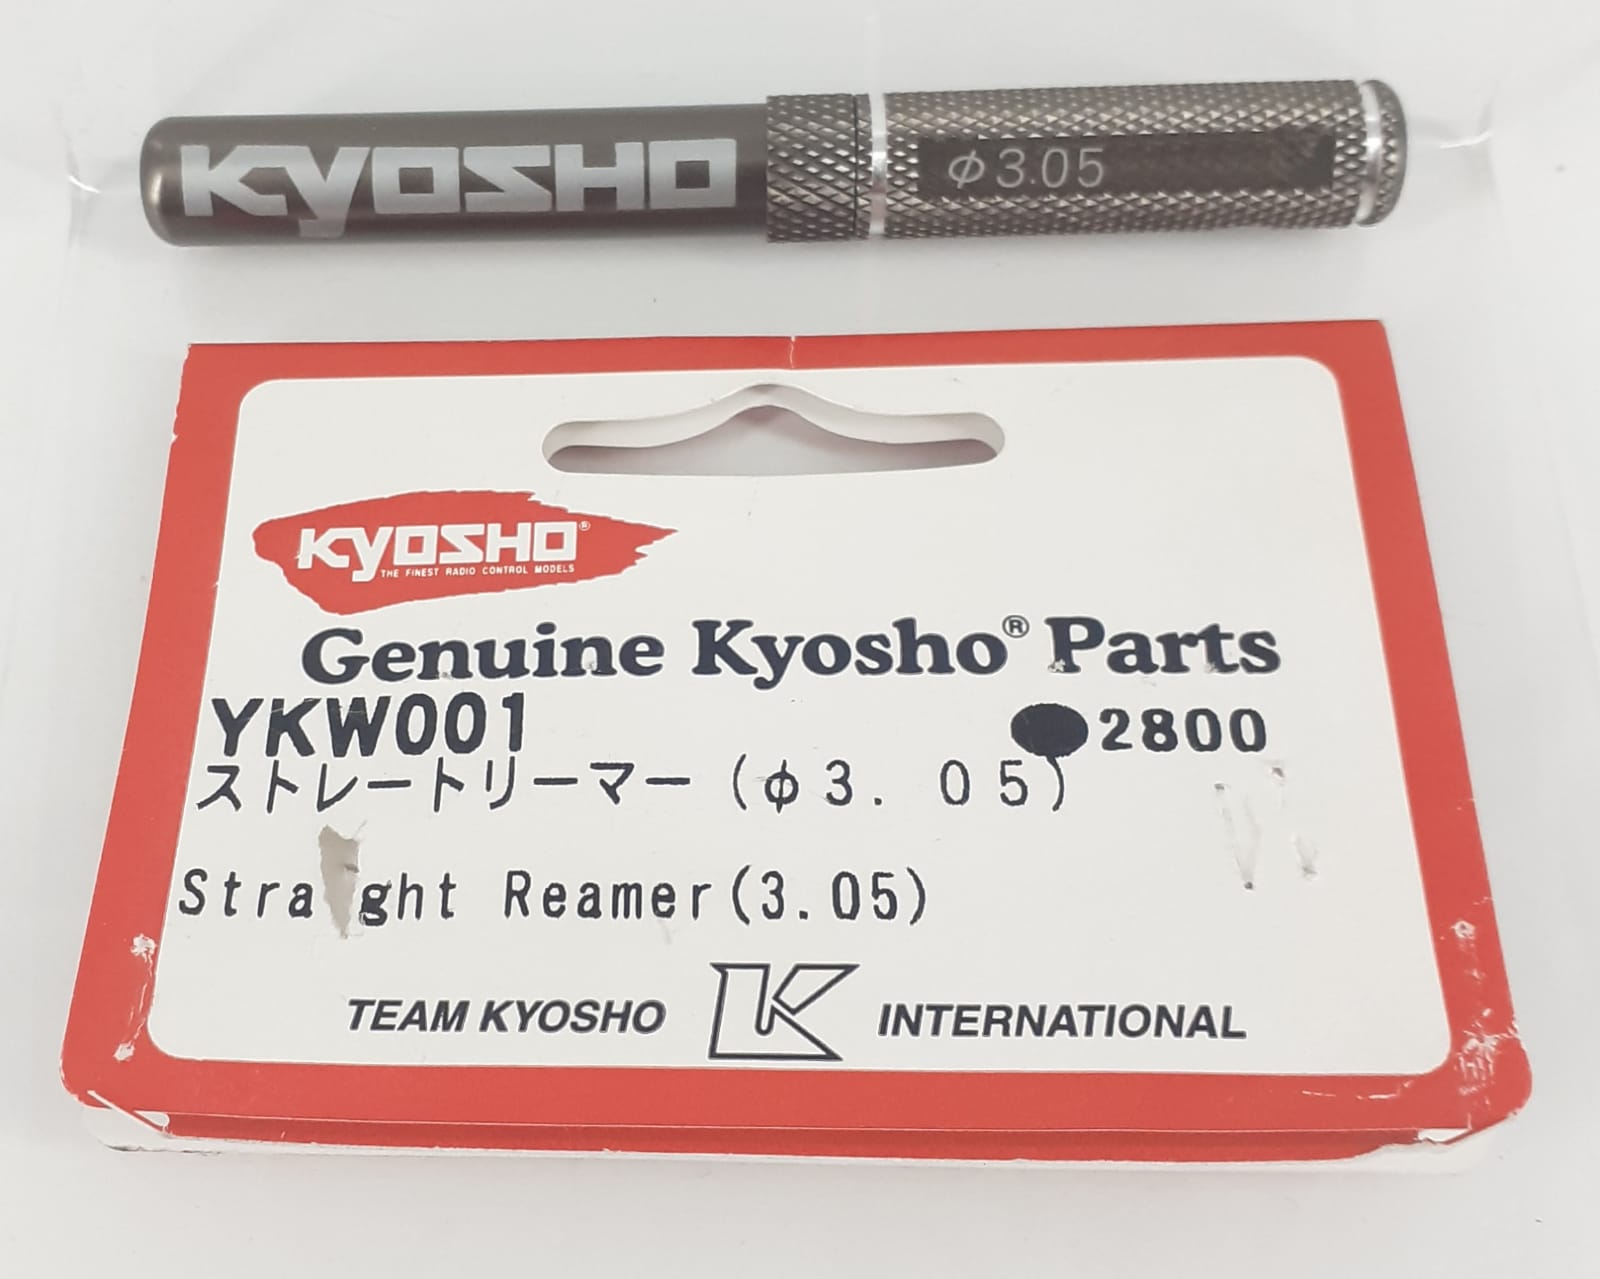 KYOSHO
φ3.05
KYOSHO®
THE FINEST RADIO CONTROL MODELS
Genuine Kyosho® Parts
YKW001 ●2800
ストレートリーマー(φ3. 05)
Stra ght Reamer(3.05)
TEAM KYOSHO K INTERNATIONAL